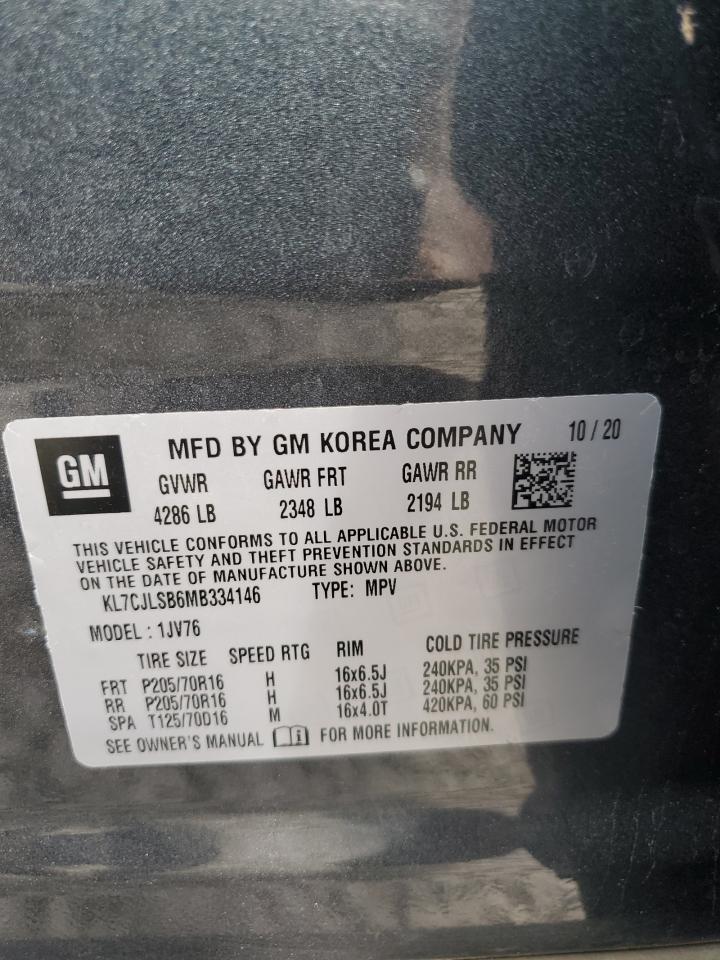 GM
MFD BY GM KOREA COMPANY 10 / 20
GVWR GAWR FRT GAWR RR
4286 LB 2348 LB 2194 LB
THIS VEHICLE CONFORMS TO ALL APPLICABLE U.S. FEDERAL MOTOR
VEHICLE SAFETY AND THEFT PREVENTION STANDARDS IN EFFECT
ON THE DATE OF MANUFACTURE SHOWN ABOVE.
KL7CJLSB6MB334146 TYPE: MPV
MODEL : 1JV76
TIRE SIZE SPEED RTG RIM COLD TIRE PRESSURE
FRT P205/70R16 H 16x6.5J 240KPA, 35 PSI
RR P205/70R16 H 16x6.5J 240KPA, 35 PSI
SPA T125/70D16 M 16x4.0T 420KPA, 60 PSI
SEE OWNER'S MANUAL FOR MORE INFORMATION.